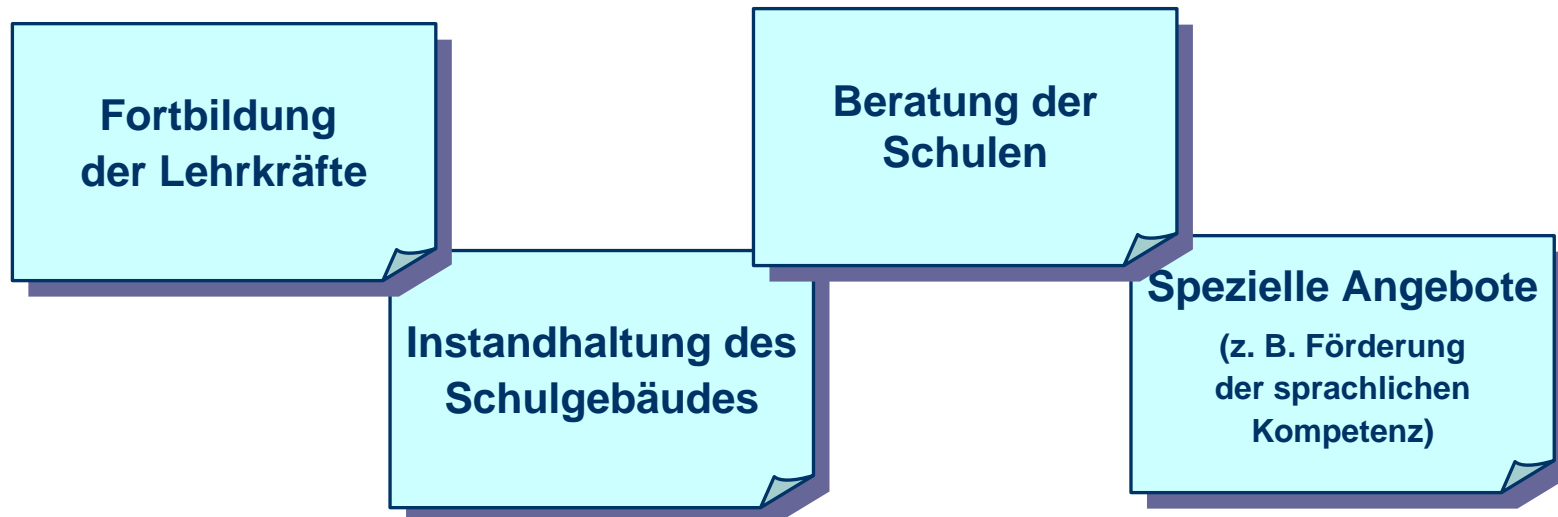 Fortbildung
der Lehrkräfte
Beratung der
Schulen
Instandhaltung des
Schulgebäudes
Spezielle Angebote
(z. B. Förderung
der sprachlichen
Kompetenz)